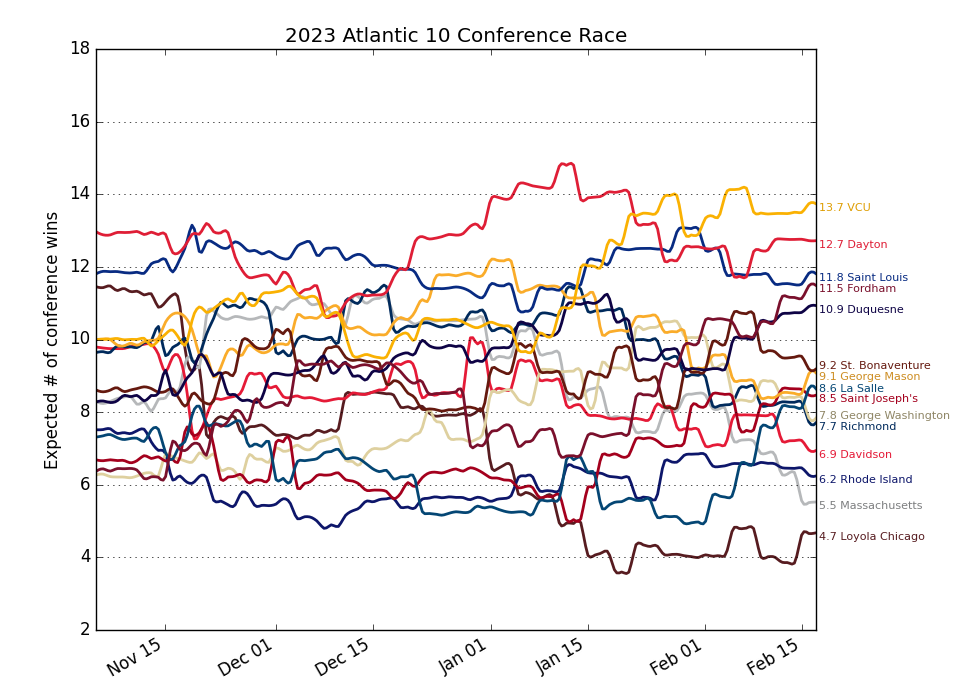 2023 Atlantic 10 Conference Race
Expected # of conference wins
18
16
14
12
10
8
6
4
2
Nov 15
Dec 01
Dec 15
Jan 01
Jan 15
Feb 01
Feb 15
13.7 VCU
12.7 Dayton
11.8 Saint Louis
11.5 Fordham
10.9 Duquesne
9.2 St. Bonaventure
9.1 George Mason
8.6 La Salle
8.5 Saint Joseph's
7.8 George Washington
7.7 Richmond
6.9 Davidson
6.2 Rhode Island
5.5 Massachusetts
4.7 Loyola Chicago